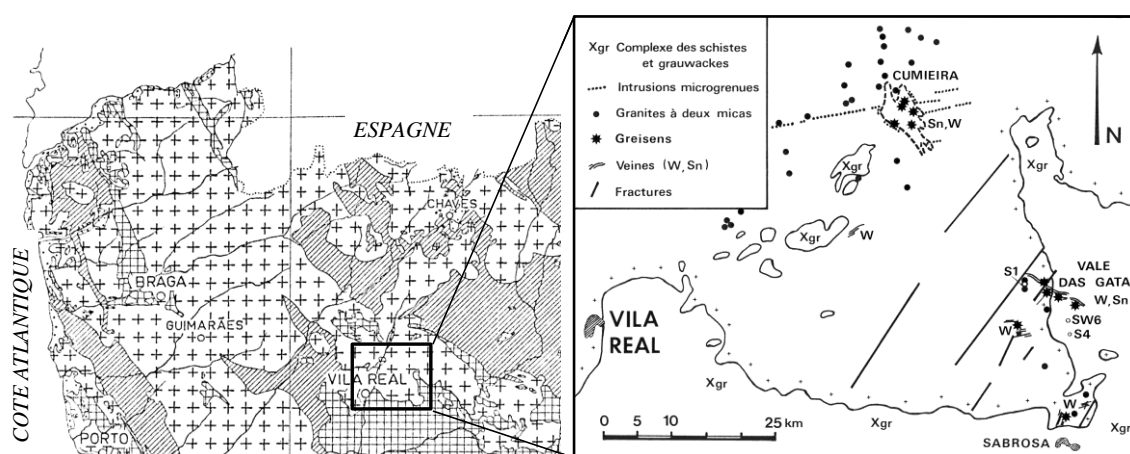 ESPAGNE
CHAVES
BRAGA
GUIMARÃES
VILA REAL
PORTO
COTE ATLANTIQUE
Xgr Complexe des schistes
et grauwackes
Intrusions microgrenues
Granites à deux micas
Greisens
Veines (W, Sn)
Fractures
CUMIEIRA
Sn,W
N
Xgr
Xgr
Xgr
W
S1
VALE
DAS GATAS
W,Sn
SW6
S4
W
VILA
REAL
Xgr
Xgr
W
Xgr
SABROSA
0 5 10 25 km